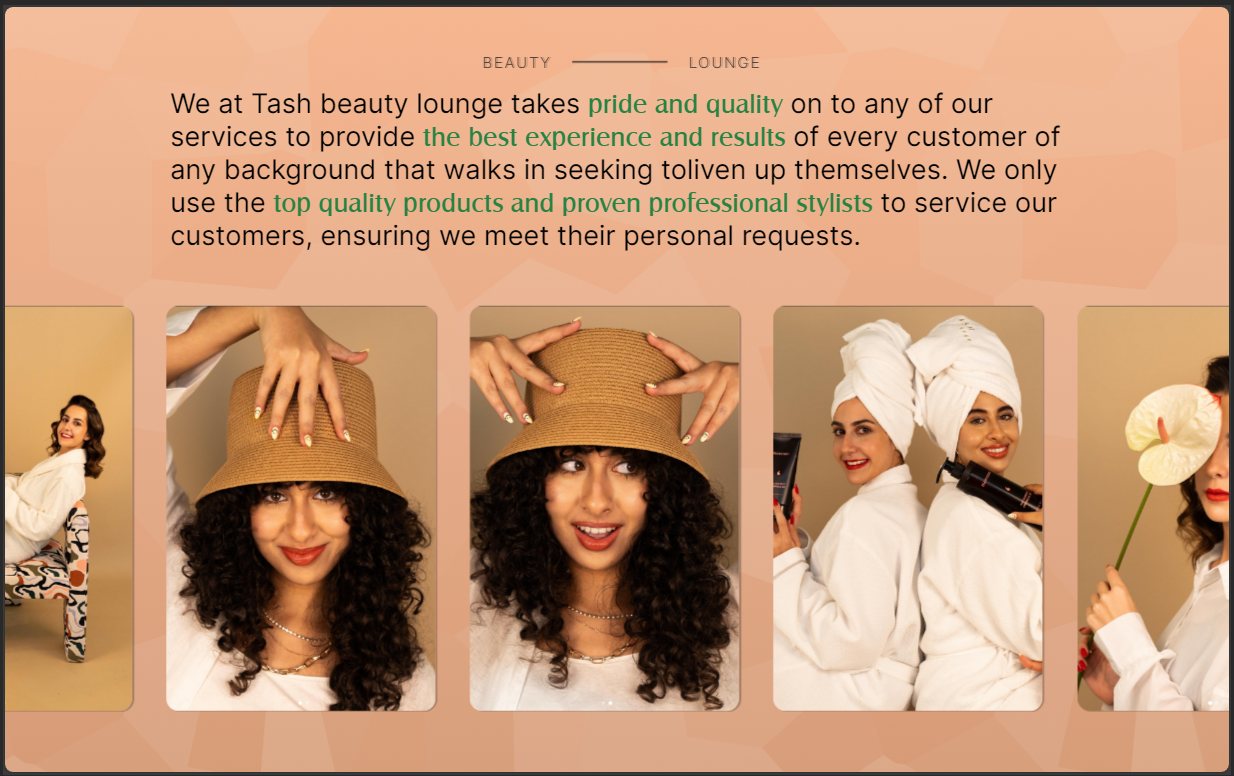 BEAUTY LOUNGE
We at Tash beauty lounge takes pride and quality on to any of our
services to provide the best experience and results of every customer of
any background that walks in seeking toliven up themselves. We only
use the top quality products and proven professional stylists to service our
customers, ensuring we meet their personal requests.